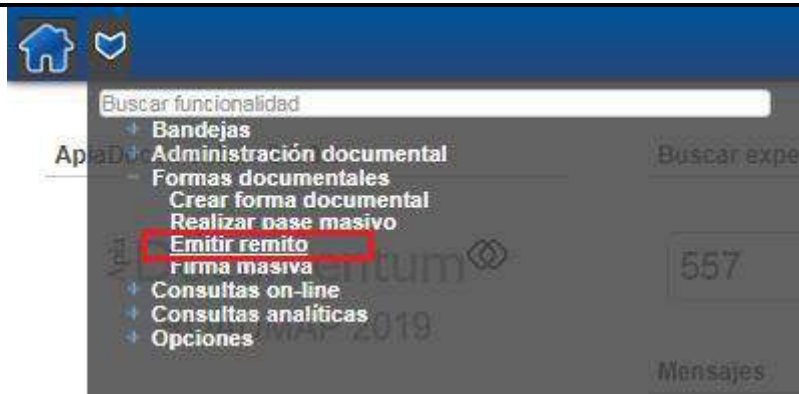 Buscar funcionalidad
Bandejas
Administración documental
Formas documentales
Crear forma documental
Realizar pase masivo
Emitir remito
Firma masiva
Consultas on-line
Consultas analíticas
Opciones
Buscar expe
557
2019
Mensajes